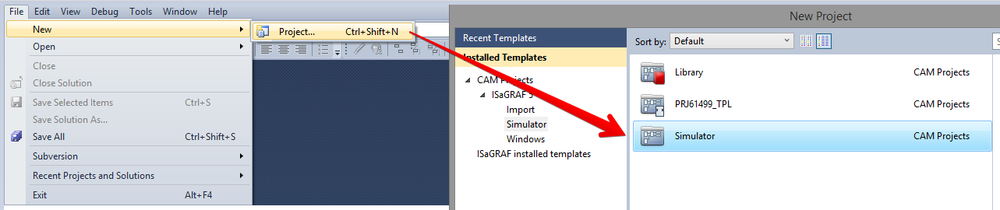 File Edit View Debug Tools Window Help
New
Project... Ctrl+Shift+N
Open
Close
Close Solution
Save Selected Items Ctrl+S
Save Solution As...
Save All Ctrl+Shift+S
Subversion
Recent Projects and Solutions
Exit Alt+F4
New Project
Recent Templates
Installed Templates
CAM Projects
ISaGRAF 5
Import
Simulator
Windows
ISaGRAF installed templates
Sort by: Default
Library CAM Projects
PRJ61499_TPL CAM Projects
Simulator CAM Projects